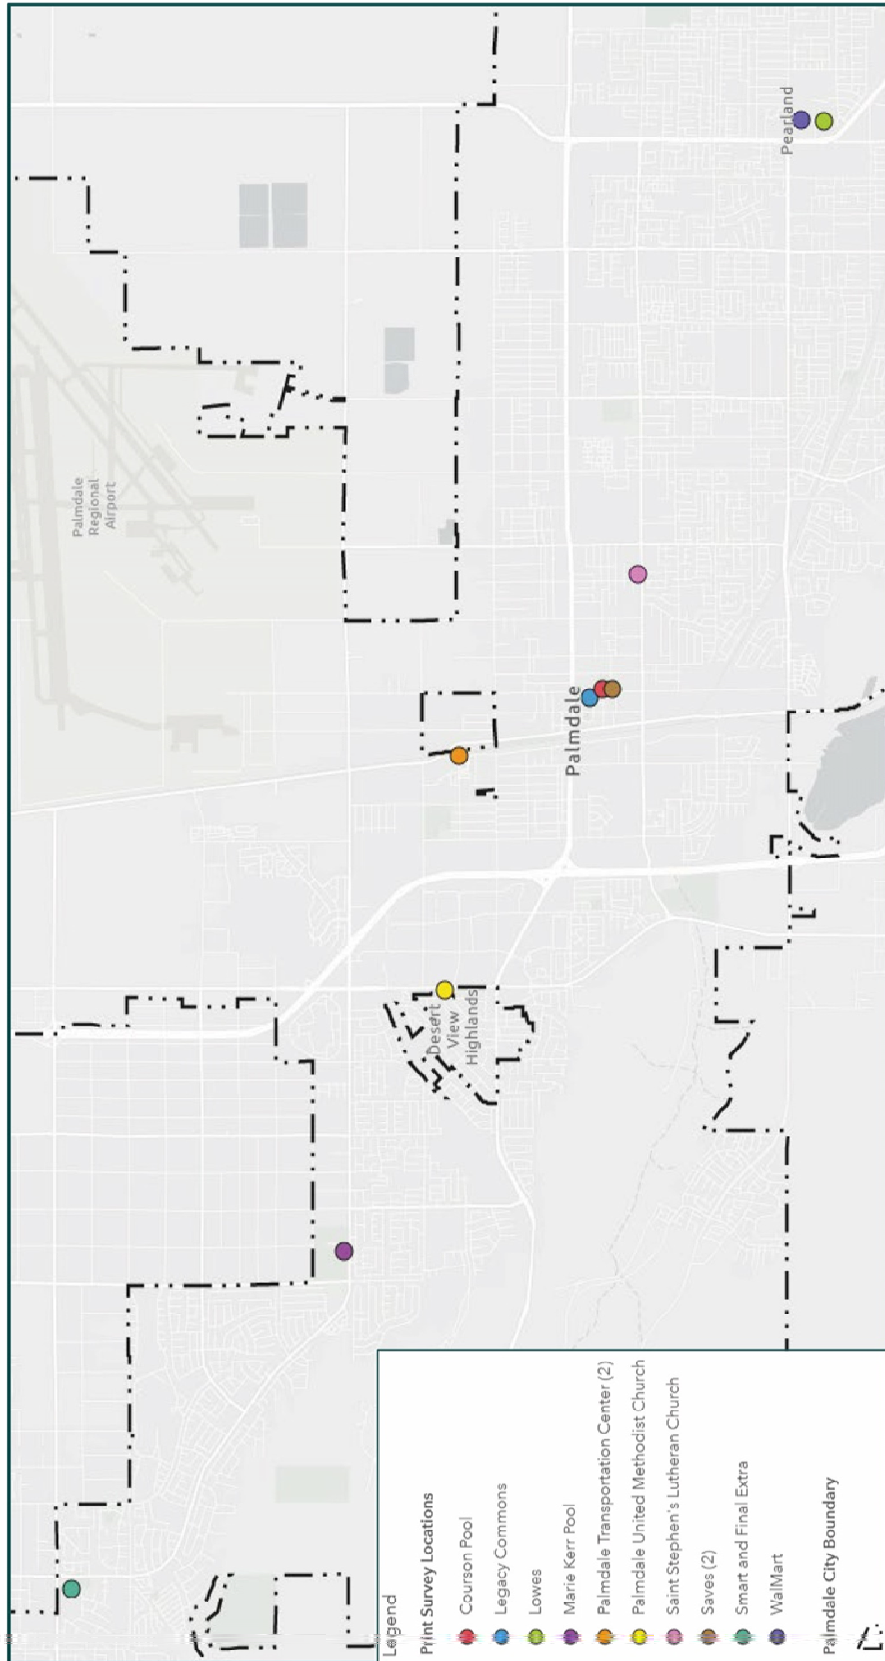 Palmdale
Regional
Airport
Pearland
Palmdale
Desert
View
Highlands
Legend
Print Survey Locations
Courson Pool
Legacy Commons
Lowes
Marie Kerr Pool
Palmdale Transportation Center (2)
Palmdale United Methodist Church
Saint Stephen's Lutheran Church
Saves (2)
Smart and Final Extra
WalMart
Palmdale City Boundary